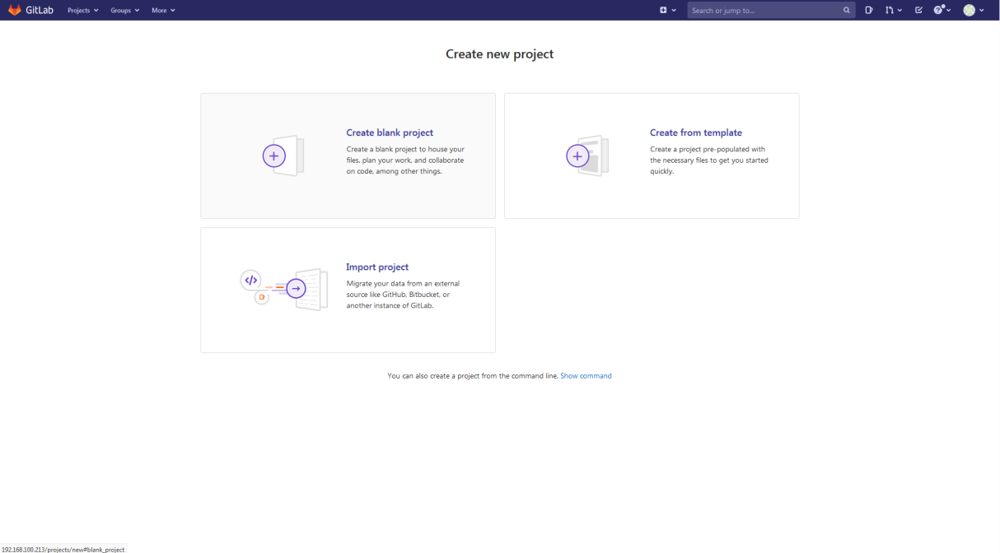 GitLab Projects Groups More Search or jump to...
Create new project
Create blank project
Create a blank project to house your
files, plan your work, and collaborate
on code, among other things.
Create from template
Create a project pre-populated with
the necessary files to get you started
quickly.
Import project
Migrate your data from an external
source like GitHub, Bitbucket, or
another instance of GitLab.
You can also create a project from the command line. Show command
192.168.100.213/projects/new#blank_project